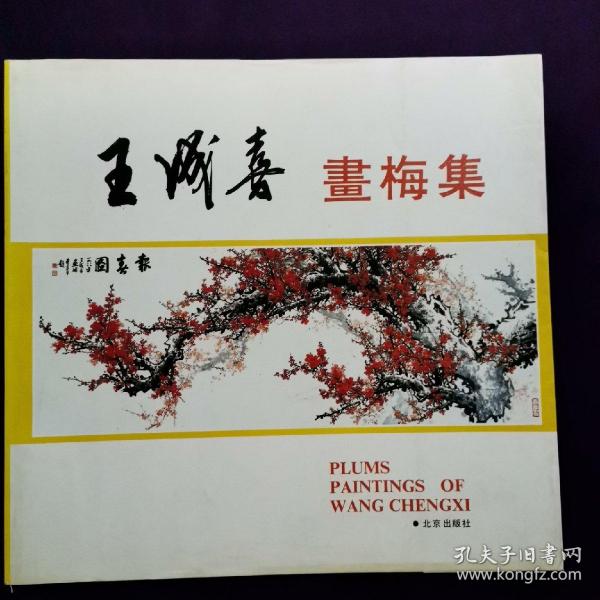 王成喜 畫梅集
報春圖
PLUMS
PAINTINGS OF
WANG CHENGXI
● 北京出版社
孔夫子旧书网
www.kongfz.com